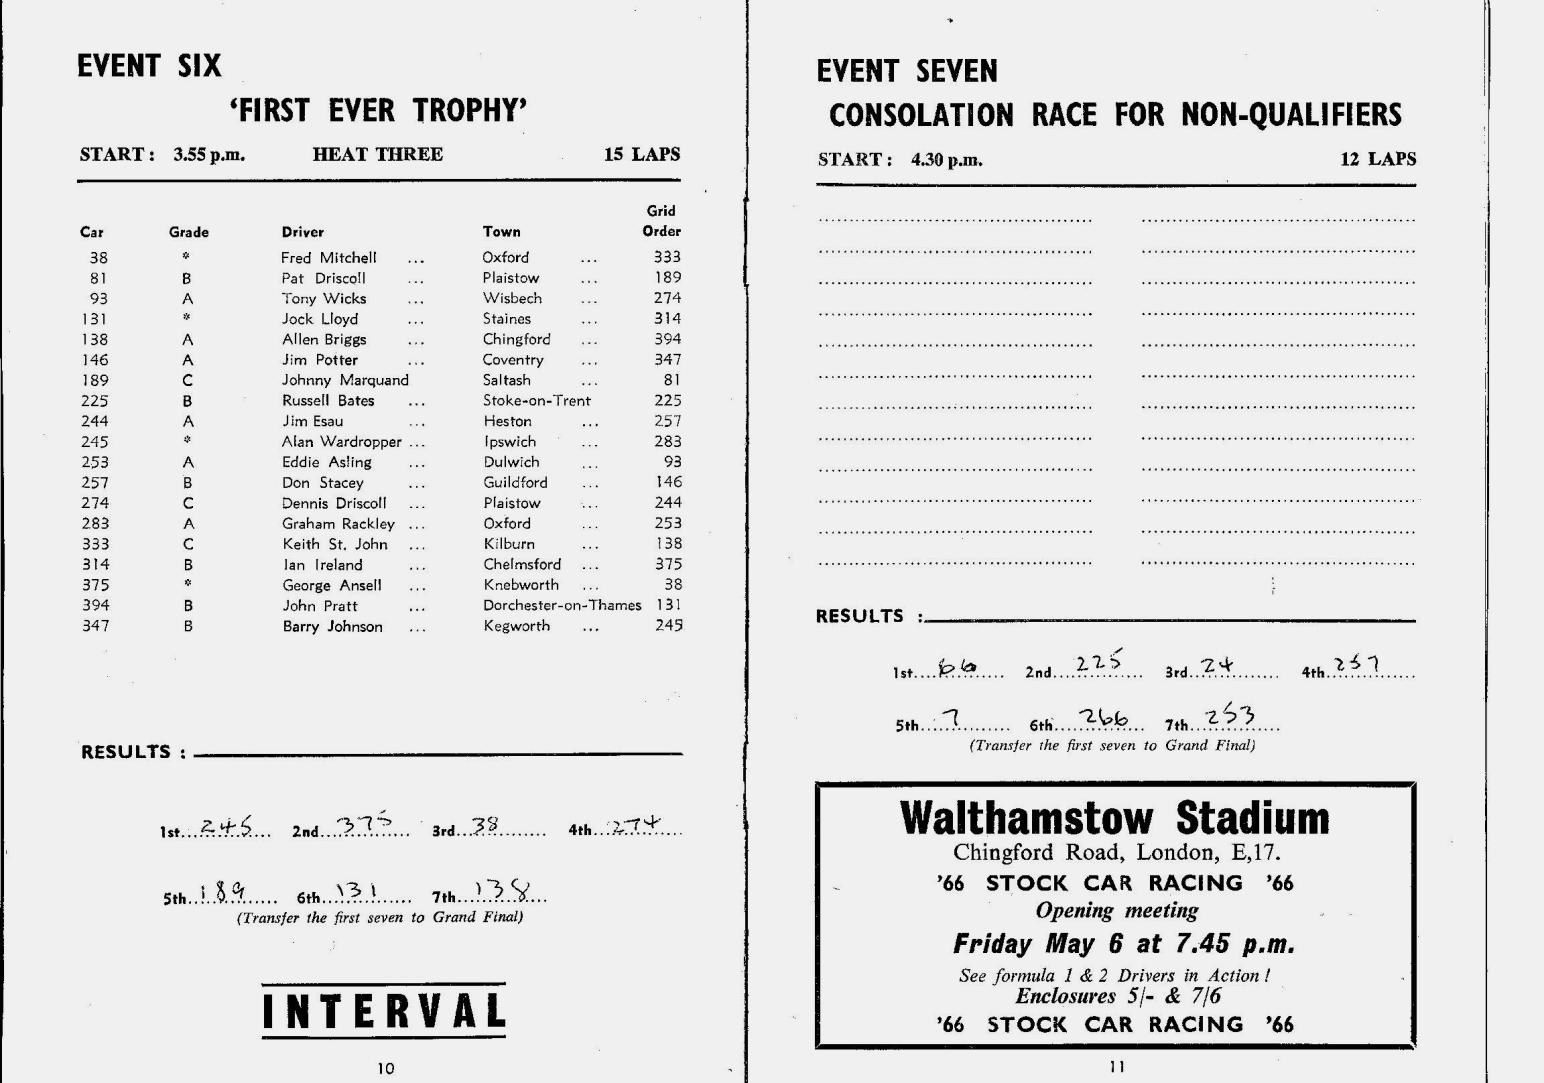 EVENT SIX
‘FIRST EVER TROPHY’
START : 3.55 p.m. HEAT THREE 15 LAPS
Grid
Car Grade Driver Town Order
38 * Fred Mitchell ... Oxford ... 333
81 B Pat Driscoll ... Plaistow ... 189
93 A Tony Wicks ... Wisbech ... 274
131 * Jock Lloyd ... Staines ... 314
138 A Allen Briggs ... Chingford ... 394
146 A Jim Potter ... Coventry ... 347
189 C Johnny Marquand Saltash ... 81
225 B Russell Bates ... Stoke-on-Trent 225
244 A Jim Esau ... Heston ... 257
245 * Alan Wardropper ... Ipswich ... 283
253 A Eddie Asling ... Dulwich ... 93
257 B Don Stacey ... Guildford ... 146
274 C Dennis Driscoll ... Plaistow ... 244
283 A Graham Rackley ... Oxford ... 253
333 C Keith St. John ... Kilburn ... 138
314 B Ian Ireland ... Chelmsford ... 375
375 * George Ansell ... Knebworth ... 38
394 B John Pratt ... Dorchester-on-Thames 131
347 B Barry Johnson ... Kegworth ... 245
RESULTS :
1st 245 2nd 375 3rd 38 4th 274
5th 189 6th 131 7th 138
(Transfer the first seven to Grand Final)
INTERVAL
10
EVENT SEVEN
CONSOLATION RACE FOR NON-QUALIFIERS
START : 4.30 p.m. 12 LAPS
RESULTS :
1st 66 2nd 225 3rd 24 4th 257
5th 7 6th 266 7th 253
(Transfer the first seven to Grand Final)
Walthamstow Stadium
Chingford Road, London, E,17.
’66 STOCK CAR RACING ’66
Opening meeting
Friday May 6 at 7.45 p.m.
See formula 1 & 2 Drivers in Action !
Enclosures 5/- & 7/6
’66 STOCK CAR RACING ’66
11